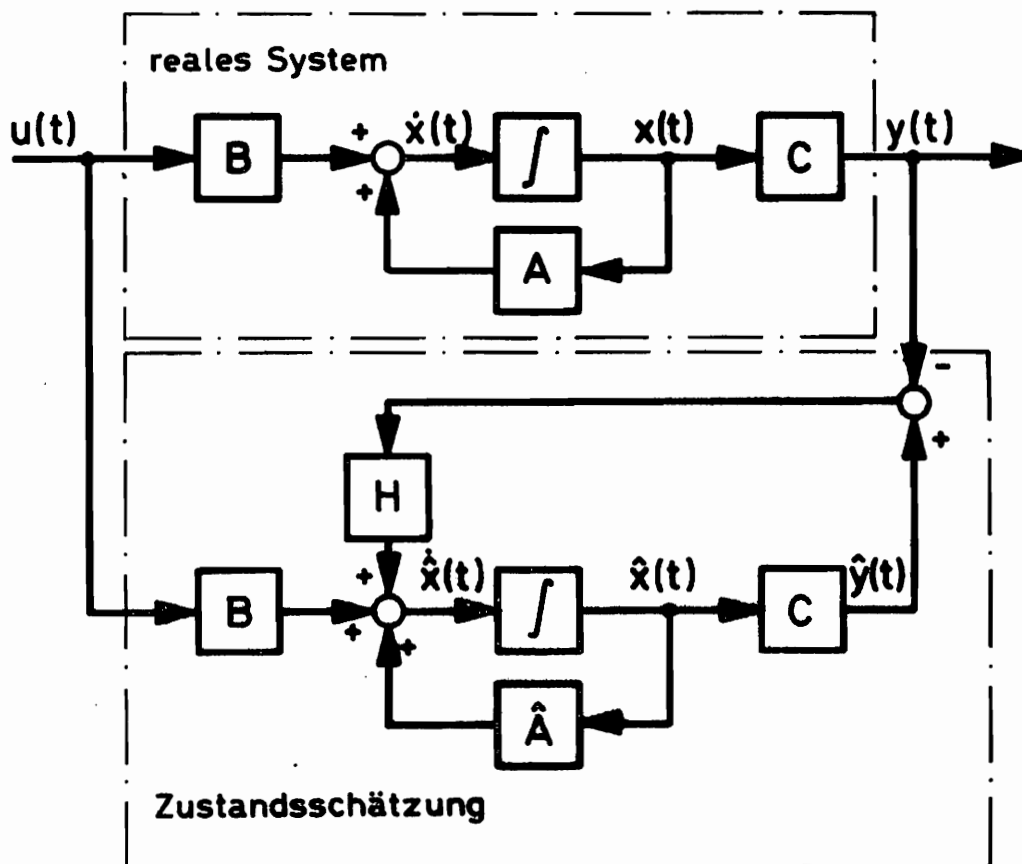 reales System
u(t)
B
+
+
ẋ(t)
∫
x(t)
C
y(t)
A
-
+
H
B
+
+
+
x̂̇(t)
∫
x̂(t)
C
ŷ(t)
Â
Zustandsschätzung